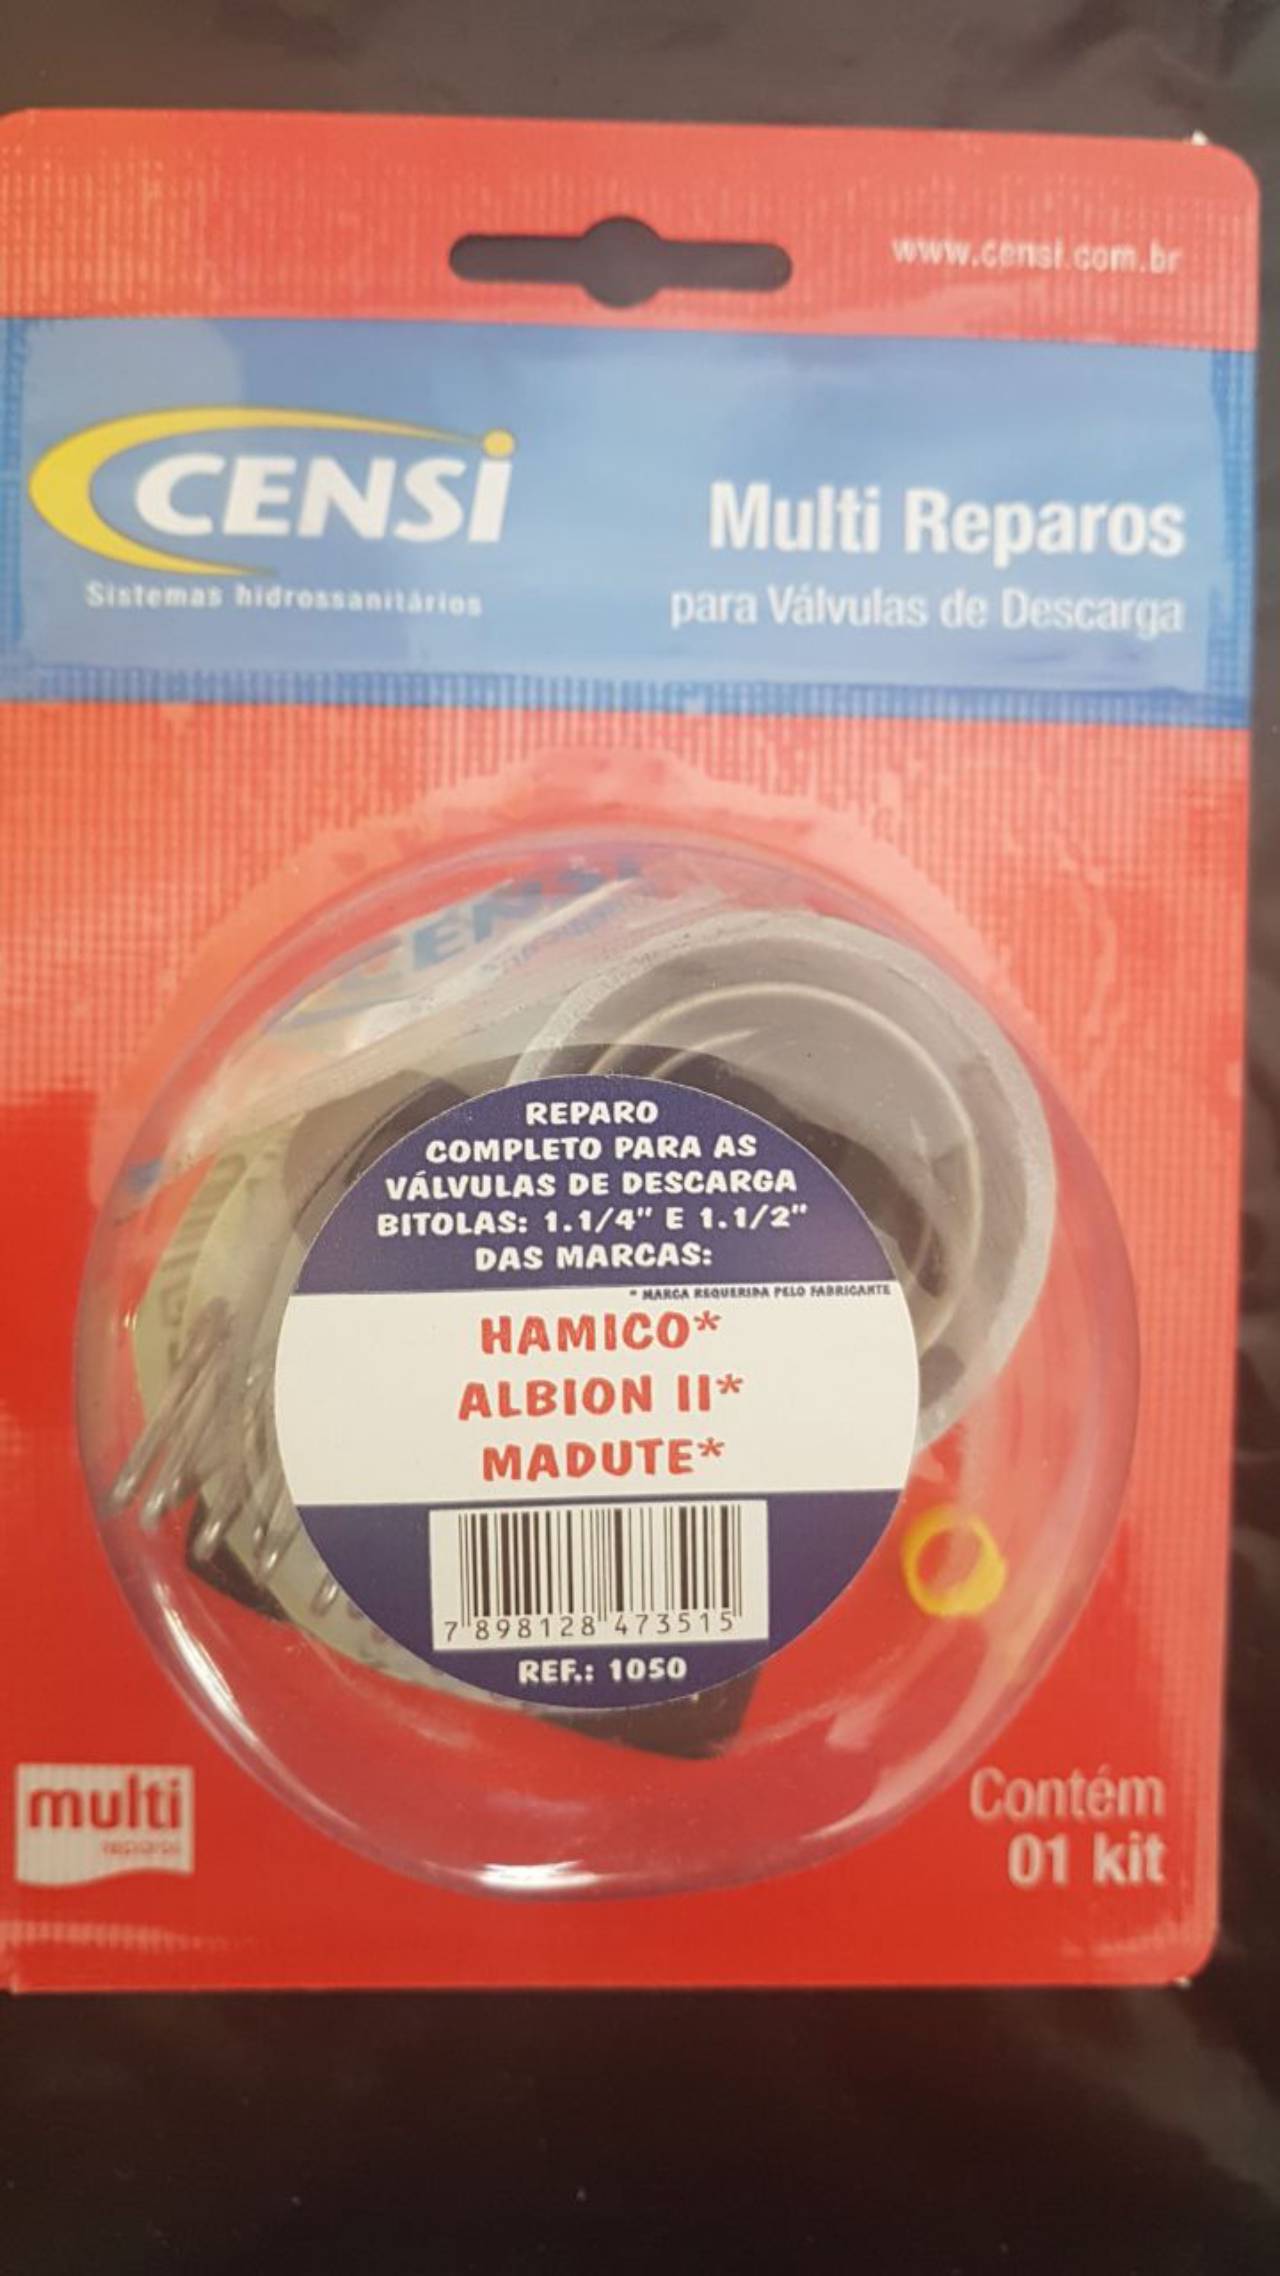 www.censi.com.br
CENSI
Sistemas hidrossanitários
Multi Reparos
para Válvulas de Descarga
CENSI
REPARO
COMPLETO PARA AS
VÁLVULAS DE DESCARGA
BITOLAS: 1.1/4" E 1.1/2"
DAS MARCAS:
* MARCA REQUERIDA PELO FABRICANTE
HAMICO*
ALBION II*
MADUTE*
7 898128 473515
REF.: 1050
multi
reparos
Contém
01 kit